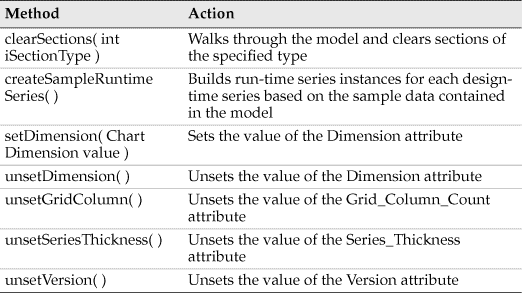 Method Action
clearSections( int Walks through the model and clears sections of
iSectionType ) the specified type
createSampleRuntime Builds run-time series instances for each design-
Series( ) time series based on the sample data contained
in the model
setDimension( Chart Sets the value of the Dimension attribute
Dimension value )
unsetDimension( ) Unsets the value of the Dimension attribute
unsetGridColumn( ) Unsets the value of the Grid_Column_Count
attribute
unsetSeriesThickness( ) Unsets the value of the Series_Thickness
attribute
unsetVersion( ) Unsets the value of the Version attribute